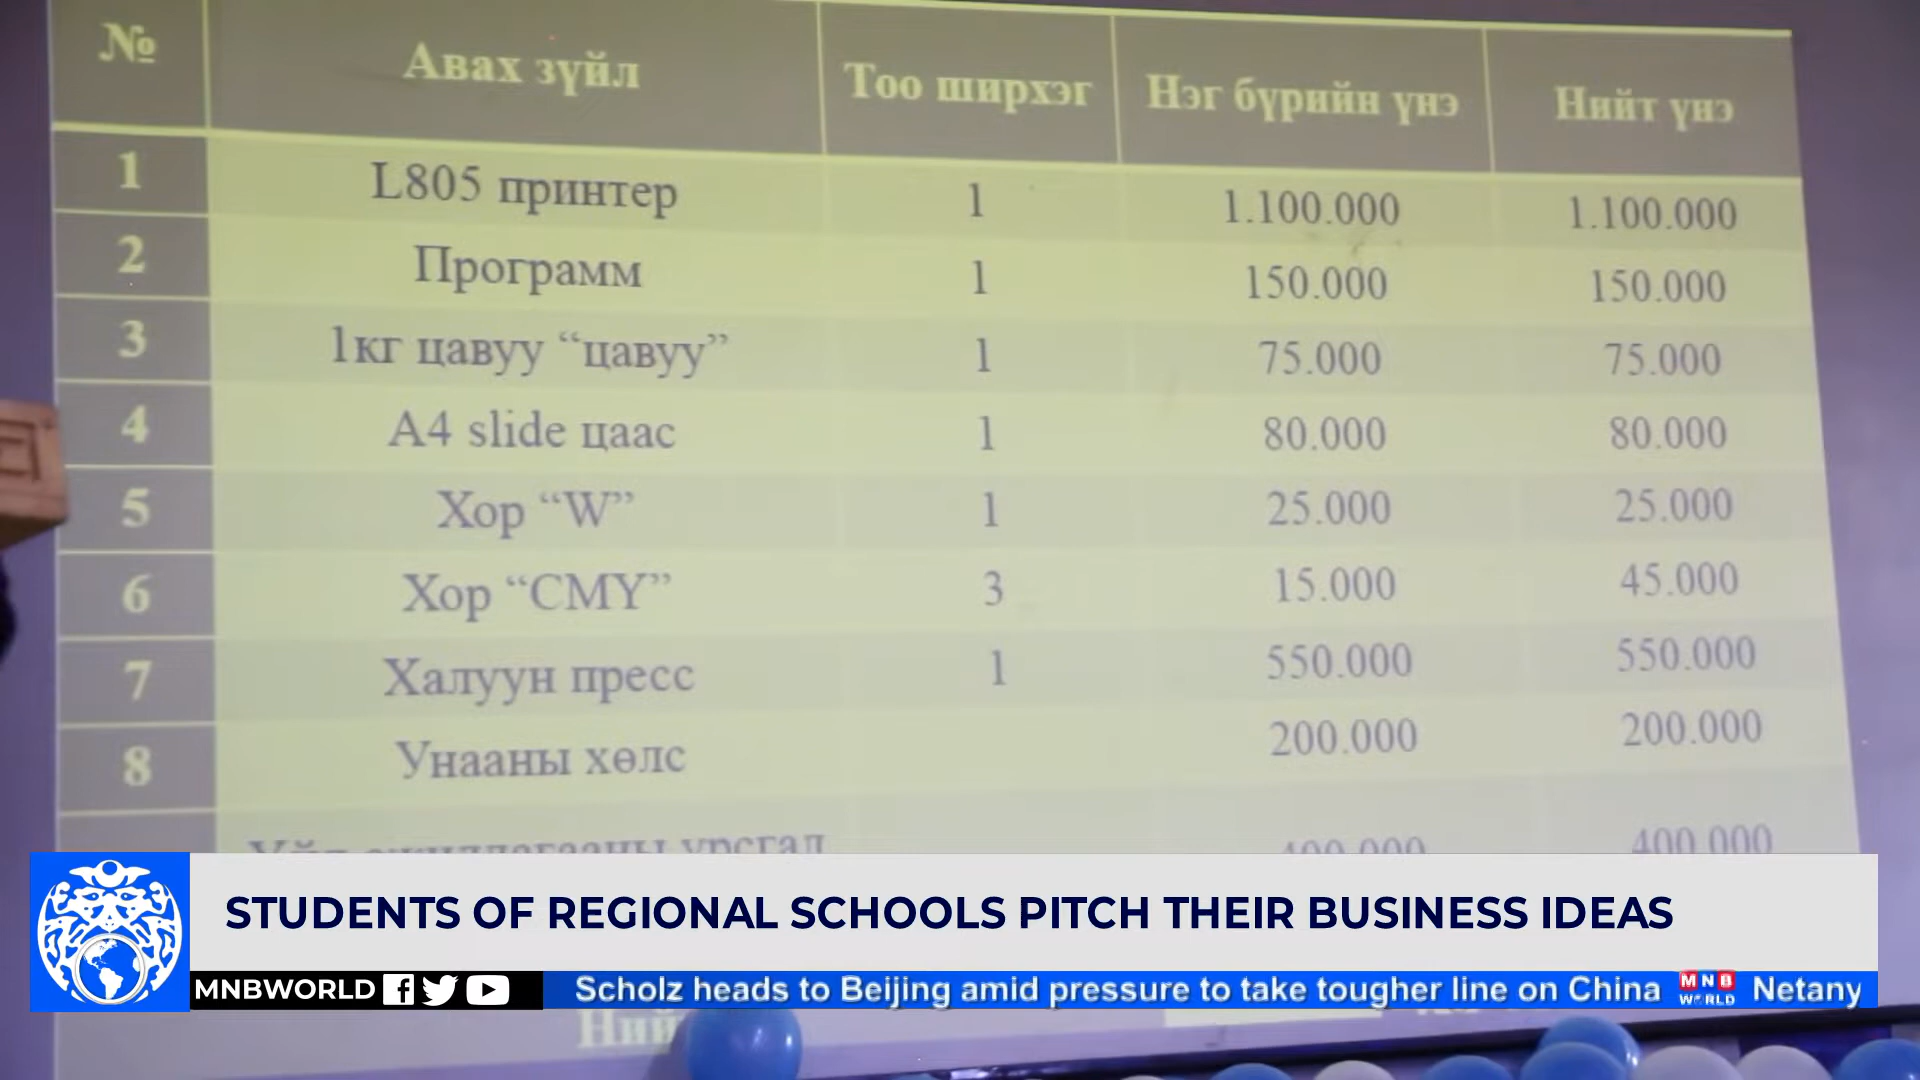 № Авах зүйл Тоо ширхэг Нэг бүрийн үнэ Нийт үнэ
1 L805 принтер 1 1.100.000 1.100.000
2 Программ 1 150.000 150.000
3 1кг цавуу “цавуу” 1 75.000 75.000
4 A4 slide цаас 1 80.000 80.000
5 Хор “W” 1 25.000 25.000
6 Хор “CMY” 3 15.000 45.000
7 Халуун пресс 1 550.000 550.000
8 Унааны хөлс 200.000 200.000
Үйл ажиллагааны урсгал 400.000 400.000
STUDENTS OF REGIONAL SCHOOLS PITCH THEIR BUSINESS IDEAS
MNBWORLD Scholz heads to Beijing amid pressure to take tougher line on China MNB WORLD Netany